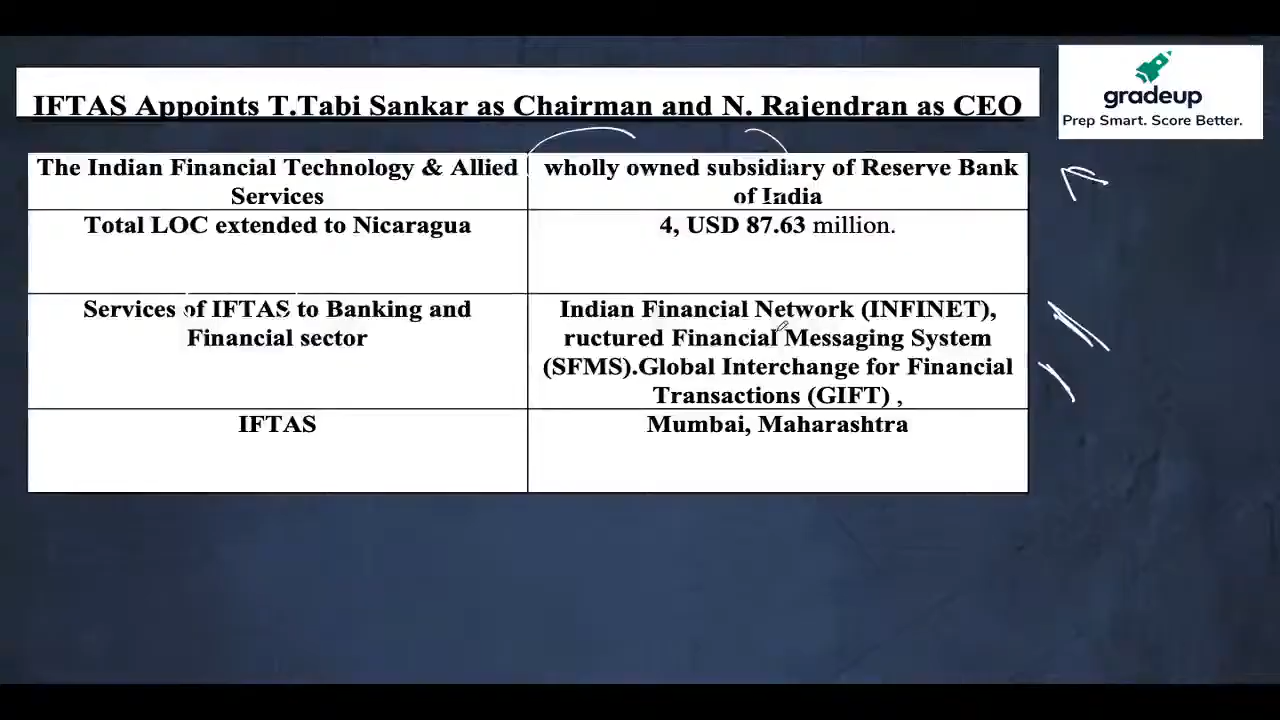 IFTAS Appoints T.Tabi Sankar as Chairman and N. Rajendran as CEO
gradeup
Prep Smart. Score Better.
The Indian Financial Technology & Allied
Services
wholly owned subsidiary of Reserve Bank
of India
Total LOC extended to Nicaragua
4, USD 87.63 million.
Services of IFTAS to Banking and
Financial sector
Indian Financial Network (INFINET),
ructured Financial Messaging System
(SFMS).Global Interchange for Financial
Transactions (GIFT) ,
IFTAS
Mumbai, Maharashtra